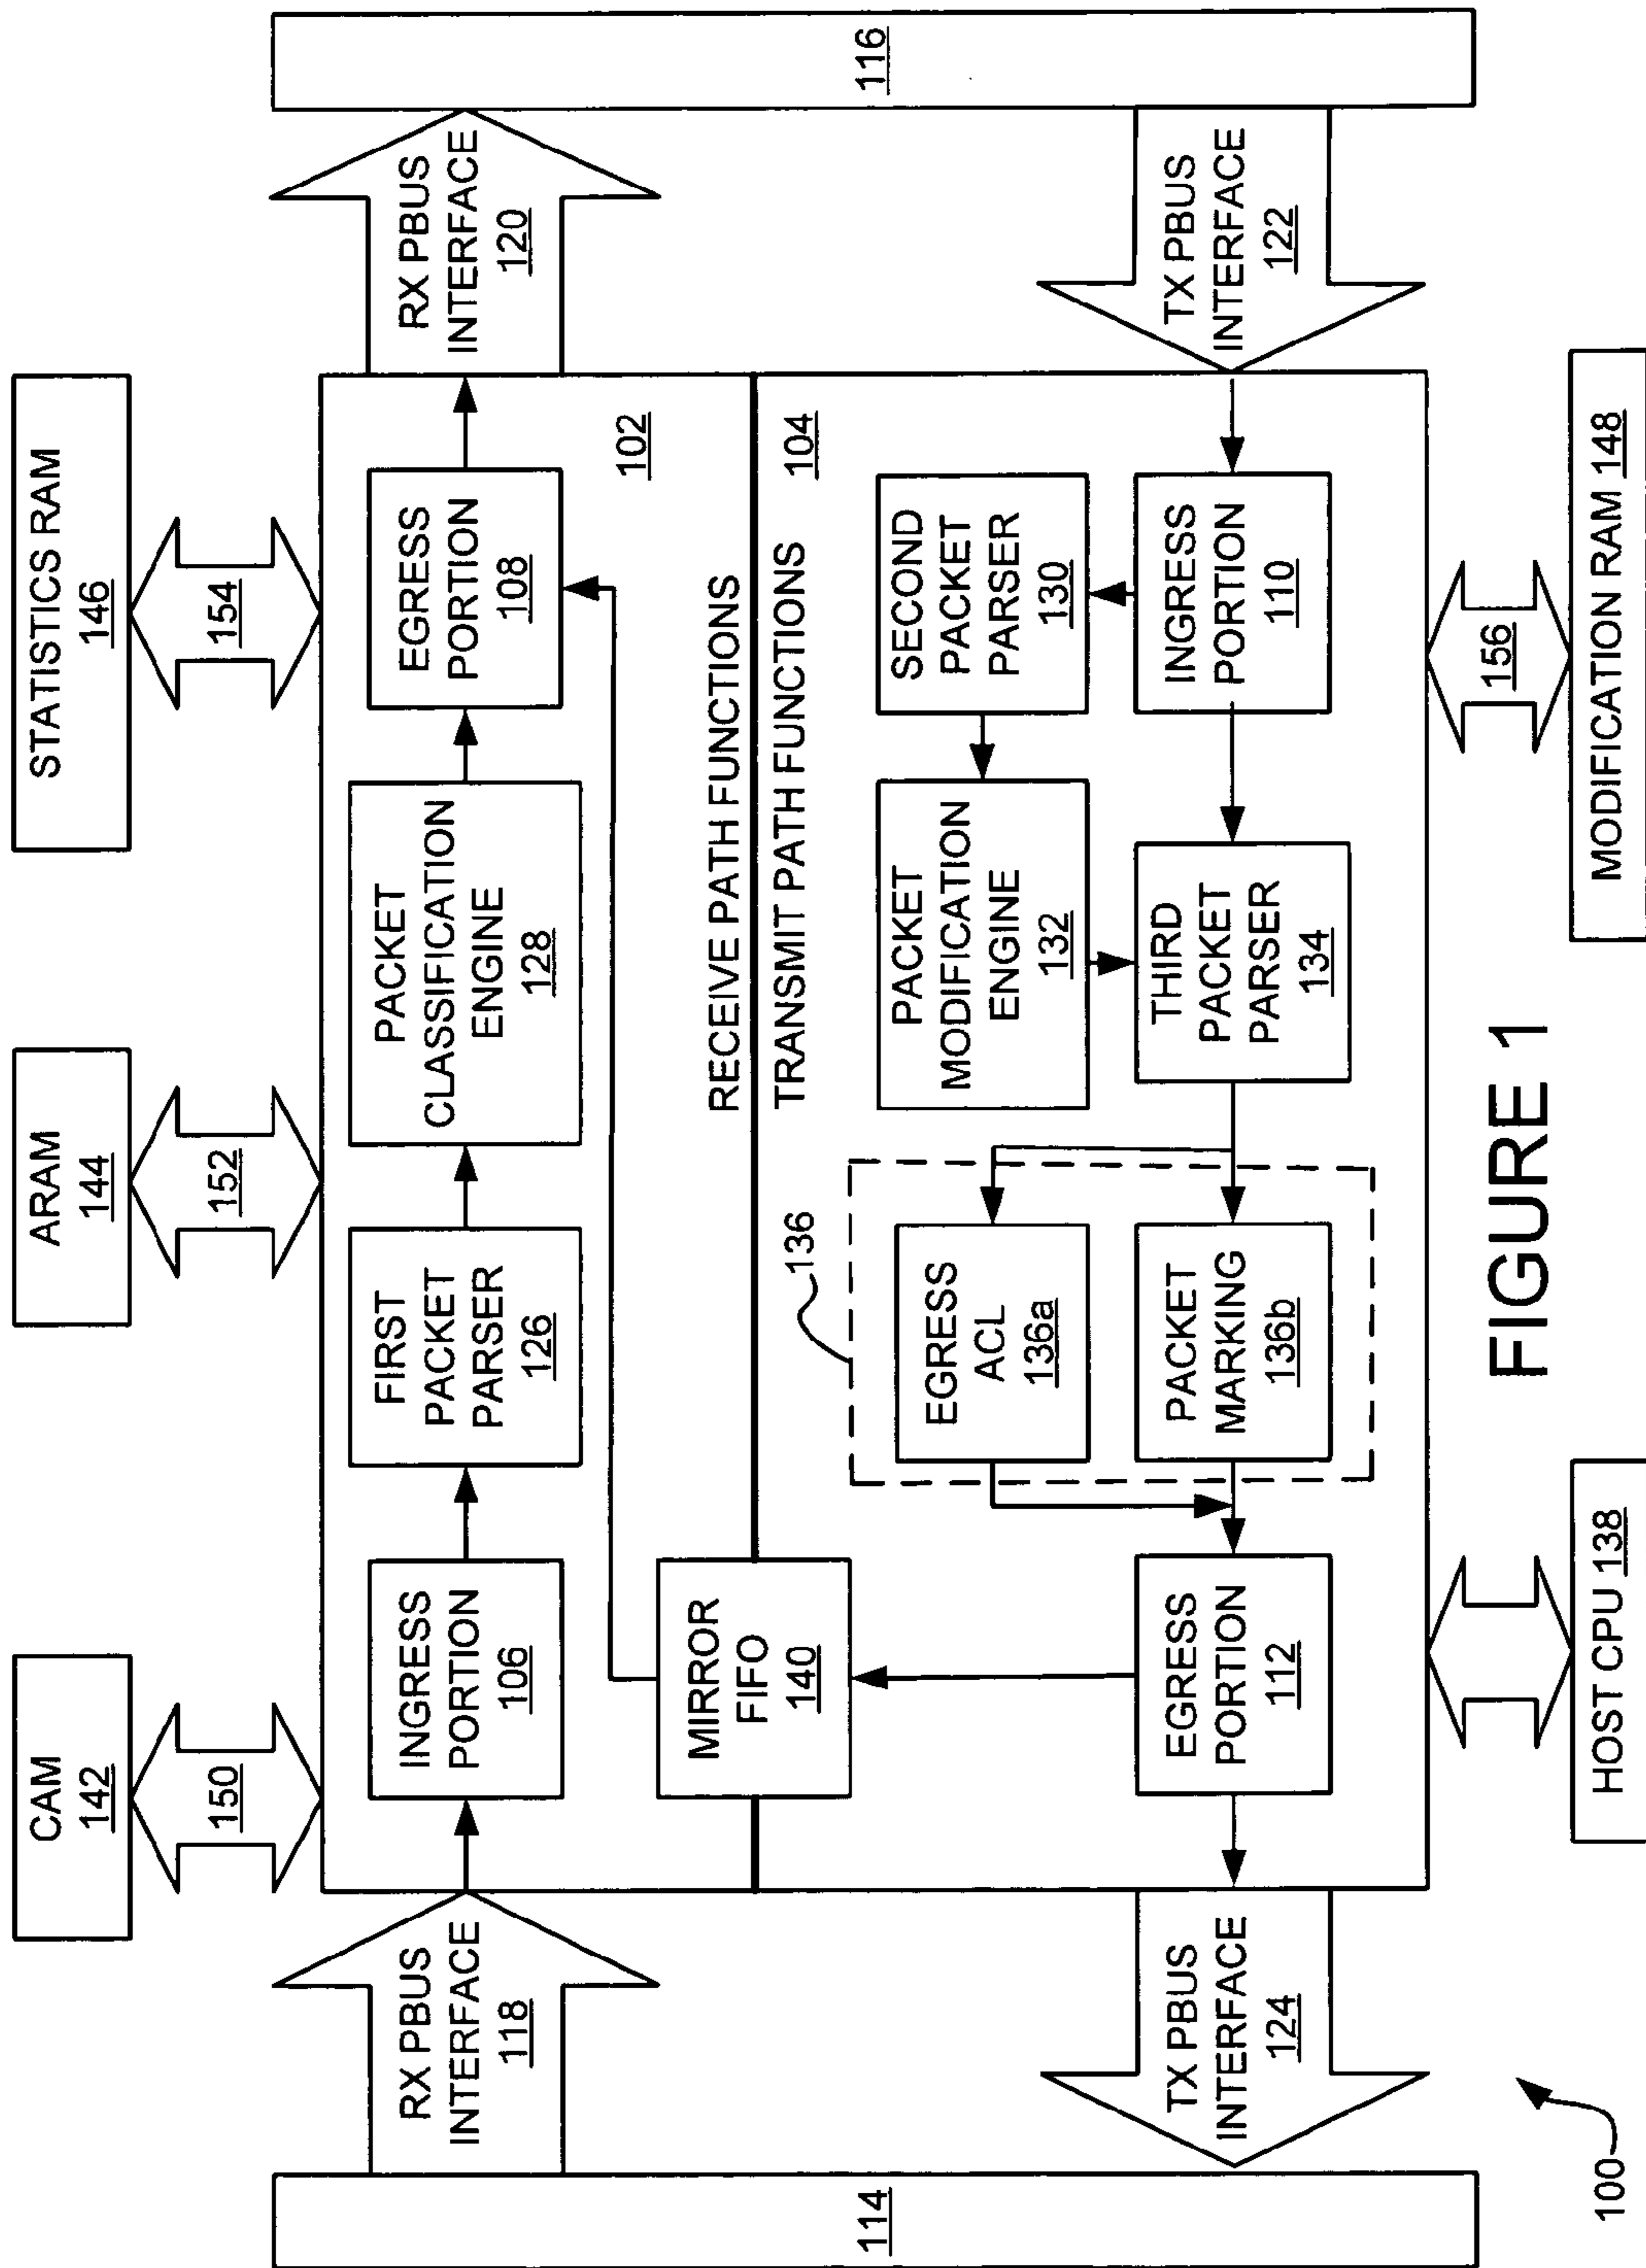 CAM
142
ARAM
144
STATISTICS RAM
146
150
152
154
RX PBUS
INTERFACE
118
INGRESS
PORTION
106
FIRST
PACKET
PARSER
126
PACKET
CLASSIFICATION
ENGINE
128
EGRESS
PORTION
108
RX PBUS
INTERFACE
120
102
RECEIVE PATH FUNCTIONS
TRANSMIT PATH FUNCTIONS
104
114
116
MIRROR
FIFO
140
136
EGRESS
ACL
136a
PACKET
MODIFICATION
ENGINE
132
SECOND
PACKET
PARSER
130
TX PBUS
INTERFACE
124
EGRESS
PORTION
112
PACKET
MARKING
136b
THIRD
PACKET
PARSER
134
INGRESS
PORTION
110
TX PBUS
INTERFACE
122
156
HOST CPU 138
MODIFICATION RAM 148
100
FIGURE 1